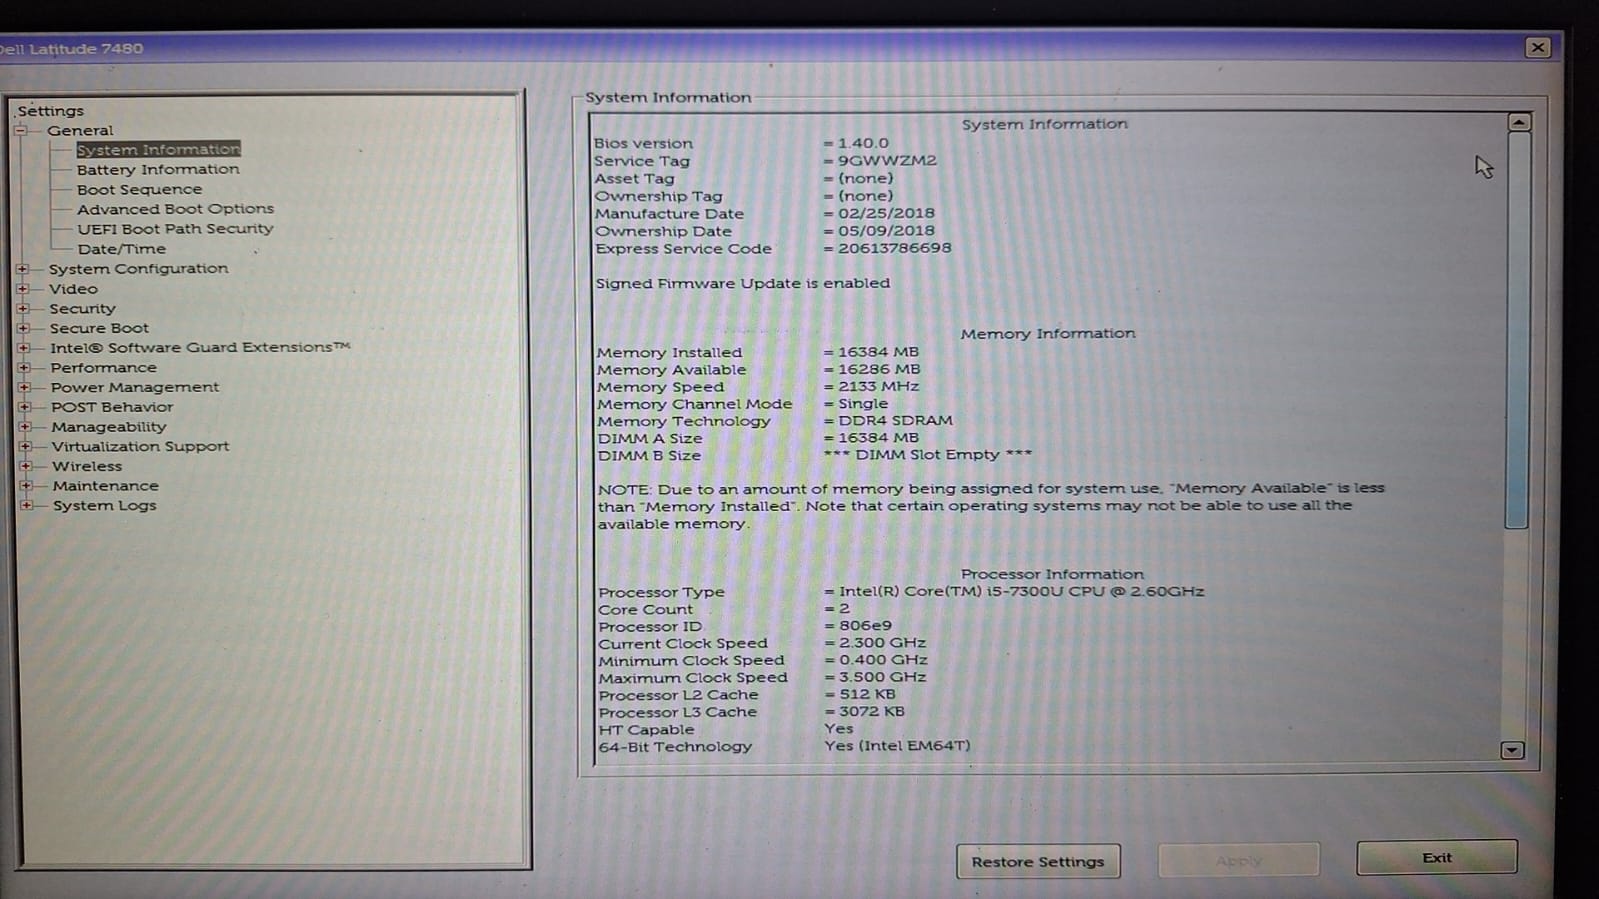 Dell Latitude 7480
Settings
General
System Information
Battery Information
Boot Sequence
Advanced Boot Options
UEFI Boot Path Security
Date/Time
System Configuration
Video
Security
Secure Boot
Intel® Software Guard Extensions™
Performance
Power Management
POST Behavior
Manageability
Virtualization Support
Wireless
Maintenance
System Logs
System Information
System Information
Bios version = 1.40.0
Service Tag = 9GWWZM2
Asset Tag = (none)
Ownership Tag = (none)
Manufacture Date = 02/25/2018
Ownership Date = 05/09/2018
Express Service Code = 20613786698
Signed Firmware Update is enabled
Memory Information
Memory Installed = 16384 MB
Memory Available = 16286 MB
Memory Speed = 2133 MHz
Memory Channel Mode = Single
Memory Technology = DDR4 SDRAM
DIMM A Size = 16384 MB
DIMM B Size *** DIMM Slot Empty ***
NOTE: Due to an amount of memory being assigned for system use, "Memory Available" is less
than "Memory Installed". Note that certain operating systems may not be able to use all the
available memory.
Processor Information
Processor Type = Intel(R) Core(TM) i5-7300U CPU @ 2.60GHz
Core Count = 2
Processor ID = 806e9
Current Clock Speed = 2.300 GHz
Minimum Clock Speed = 0.400 GHz
Maximum Clock Speed = 3.500 GHz
Processor L2 Cache = 512 KB
Processor L3 Cache = 3072 KB
HT Capable Yes
64-Bit Technology Yes (Intel EM64T)
Restore Settings
Apply
Exit